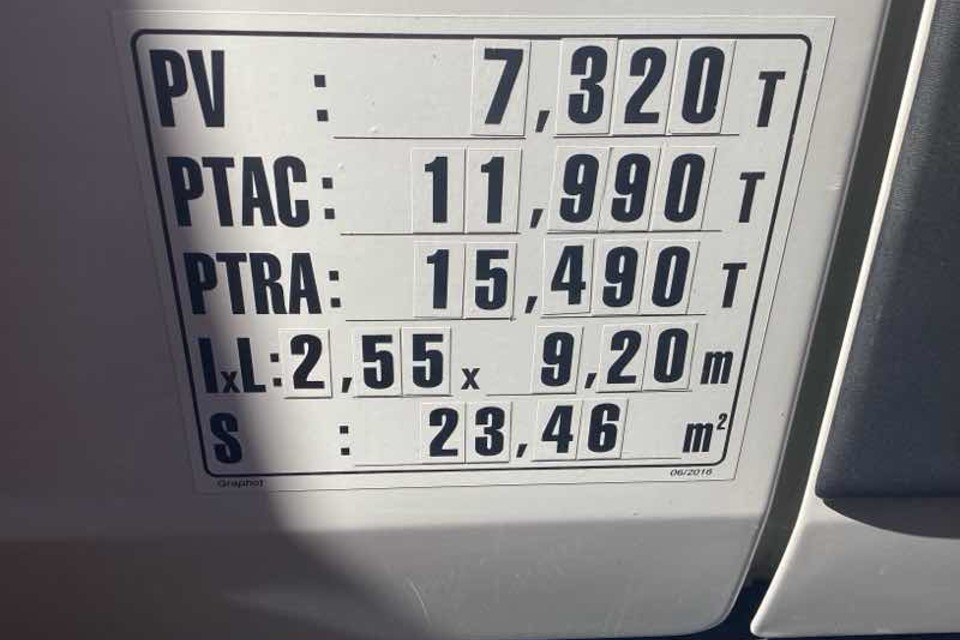 PV : 7,320 T
PTAC: 11,990 T
PTRA: 15,490 T
lxL: 2,55 x 9,20 m
S : 23,46 m²
Graphot 06/2016